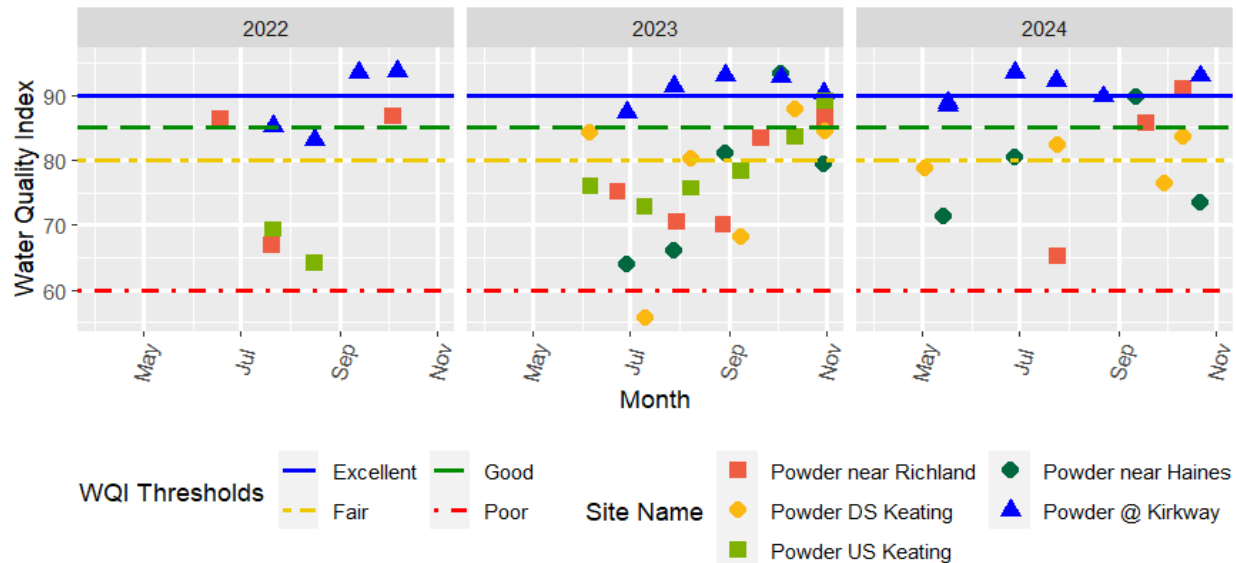 2022 2023 2024
Water Quality Index
90
80
70
60
May Jul Sep Nov May Jul Sep Nov May Jul Sep Nov
Month
WQI Thresholds
Excellent Good
Fair Poor
Site Name
Powder near Richland Powder near Haines
Powder DS Keating Powder @ Kirkway
Powder US Keating